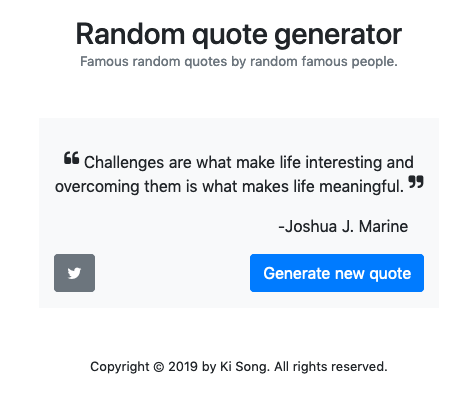 Random quote generator
Famous random quotes by random famous people.
“ Challenges are what make life interesting and
overcoming them is what makes life meaningful. ”
-Joshua J. Marine
Generate new quote
Copyright © 2019 by Ki Song. All rights reserved.